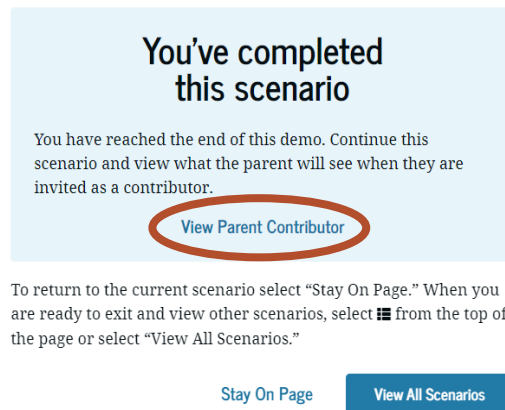 You've completed
this scenario
You have reached the end of this demo. Continue this
scenario and view what the parent will see when they are
invited as a contributor.
View Parent Contributor
To return to the current scenario select “Stay On Page.” When you
are ready to exit and view other scenarios, select from the top of
the page or select “View All Scenarios.”
Stay On Page
View All Scenarios